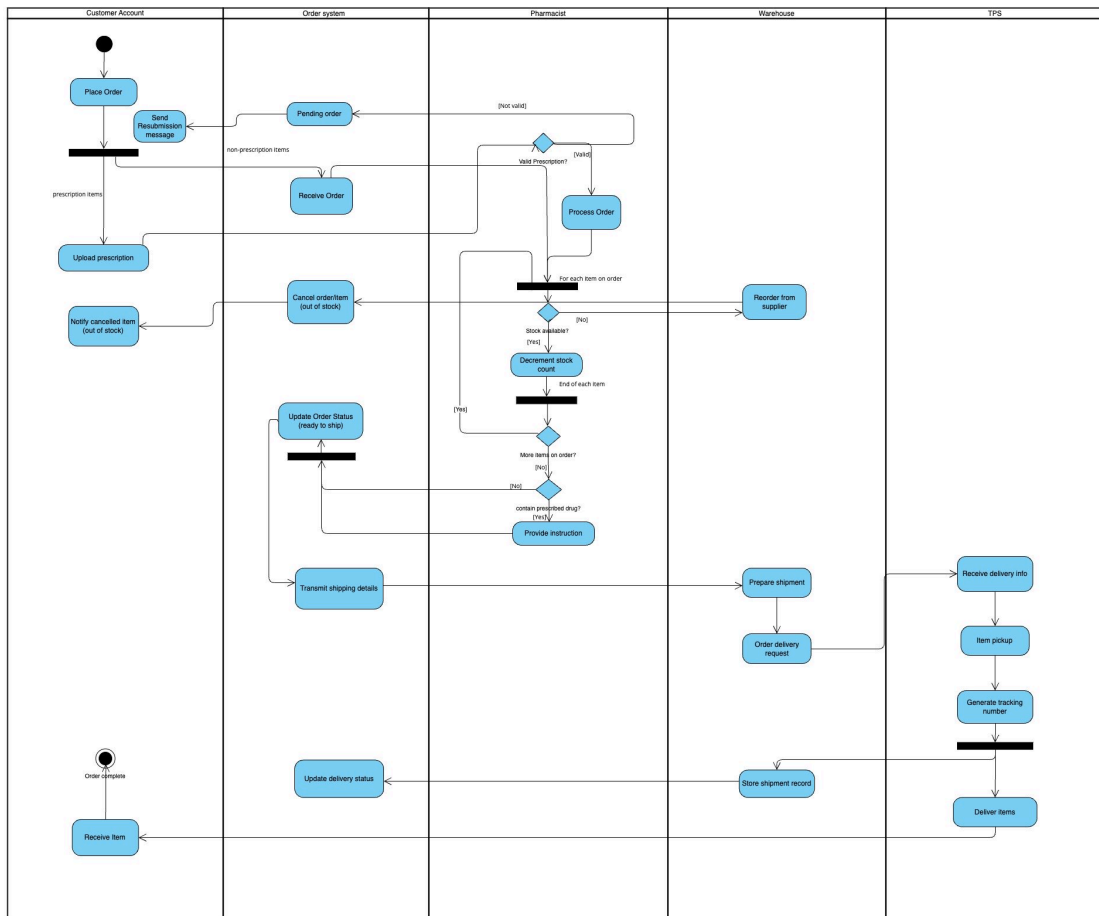 Customer Account
Order system
Pharmacist
Warehouse
TPS
Place Order
Send
Resubmission
message
Pending order
[Not valid]
non-prescription items
Valid Prescription?
[Valid]
prescription items
Receive Order
Process Order
Upload prescription
For each item on order
Cancel order/item
(out of stock)
Reorder from
supplier
Notify cancelled item
(out of stock)
[No]
Stock available?
[Yes]
Decrement stock
count
End of each item
[Yes]
Update Order Status
(ready to ship)
More items on order?
[No]
[No]
contain prescribed drug?
[Yes]
Provide instruction
Transmit shipping details
Prepare shipment
Receive delivery info
Order delivery
request
Item pickup
Generate tracking
number
Order complete
Update delivery status
Store shipment record
Deliver items
Receive Item